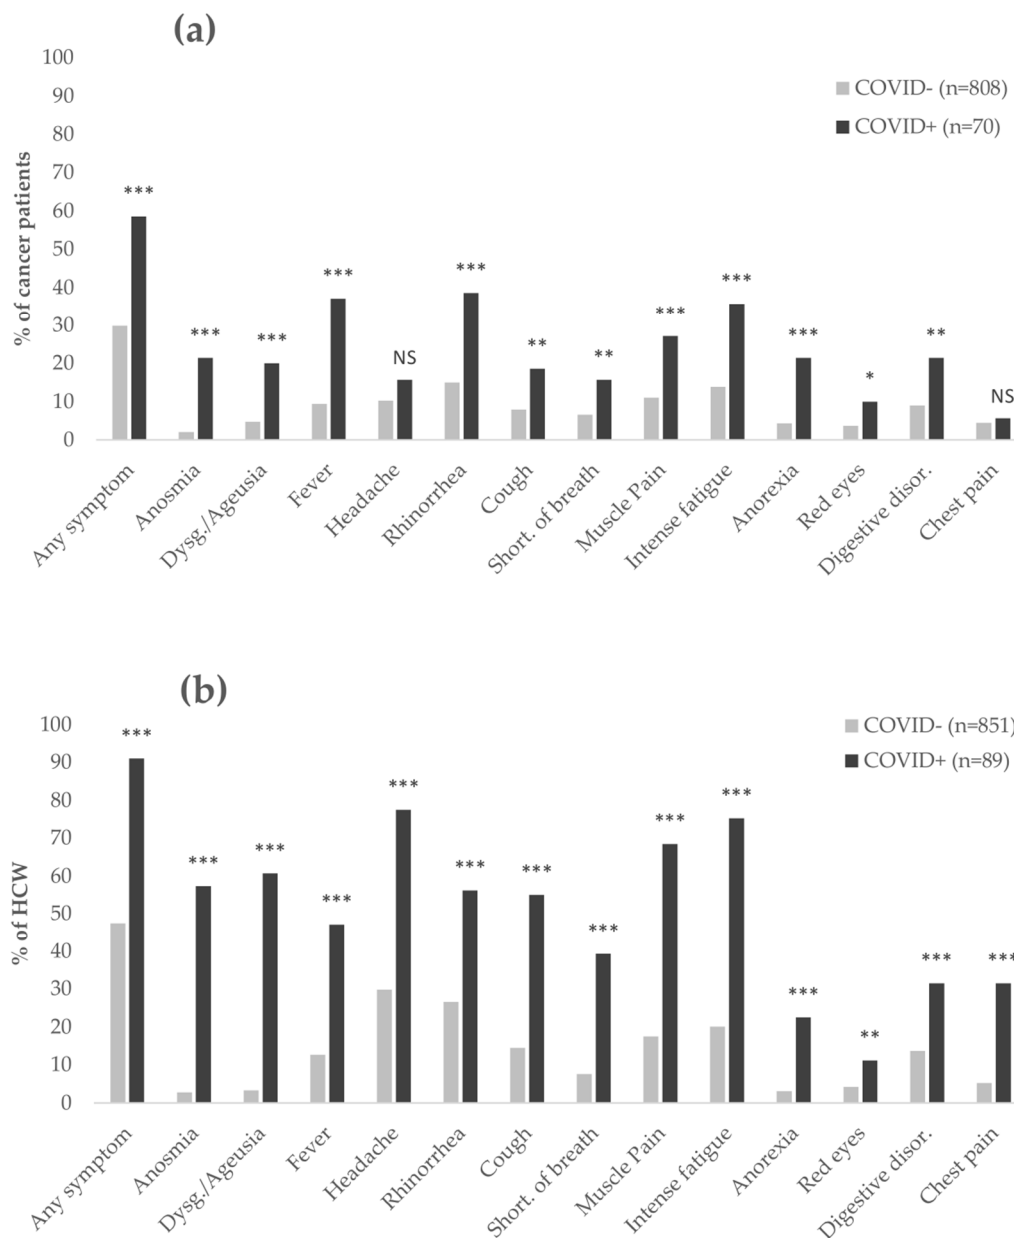 (a)
100
90
80
70
60
50
40
30
20
10
0
% of cancer patients
COVID- (n=808)
COVID+ (n=70)
***
***
***
***
NS
***
**
**
***
***
***
*
**
NS
Any symptom
Anosmia
Dysg./Ageusia
Fever
Headache
Rhinorrhea
Cough
Short. of breath
Muscle Pain
Intense fatigue
Anorexia
Red eyes
Digestive disor.
Chest pain
(b)
100
90
80
70
60
50
40
30
20
10
0
% of HCW
COVID- (n=851)
COVID+ (n=89)
***
***
***
***
***
***
***
***
***
***
***
**
***
***
Any symptom
Anosmia
Dysg./Ageusia
Fever
Headache
Rhinorrhea
Cough
Short. of breath
Muscle Pain
Intense fatigue
Anorexia
Red eyes
Digestive disor.
Chest pain